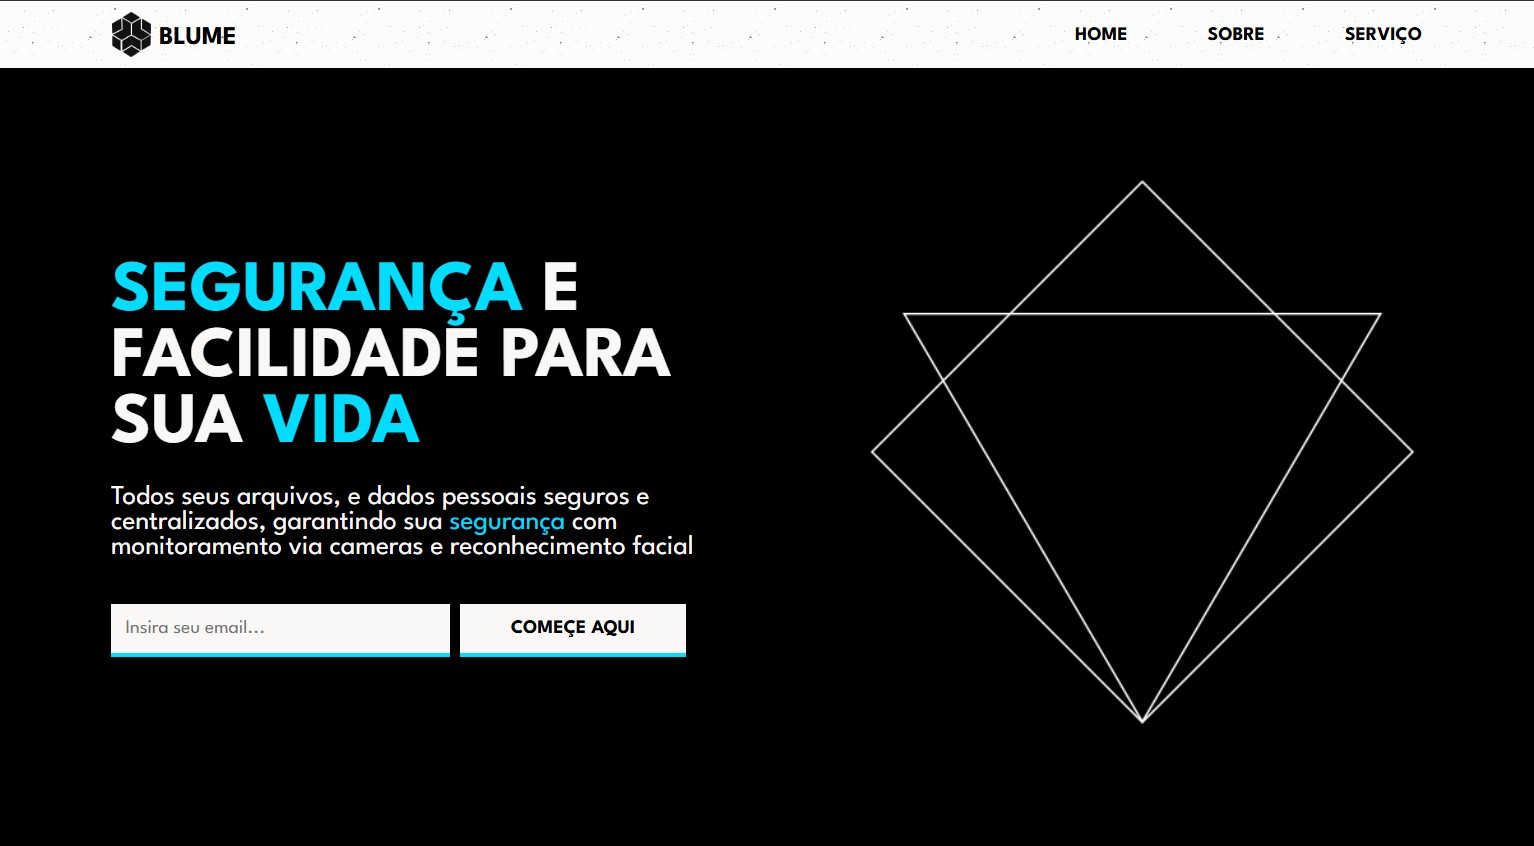 BLUME
HOME
SOBRE
SERVIÇO
SEGURANÇA E
FACILIDADE PARA
SUA VIDA
Todos seus arquivos, e dados pessoais seguros e
centralizados, garantindo sua segurança com
monitoramento via cameras e reconhecimento facial
Insira seu email...
COMEÇE AQUI